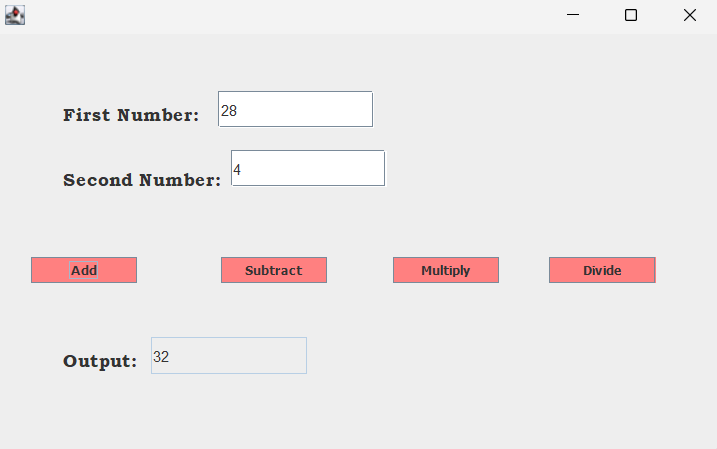 First Number: 28
Second Number: 4
Add Subtract Multiply Divide
Output: 32